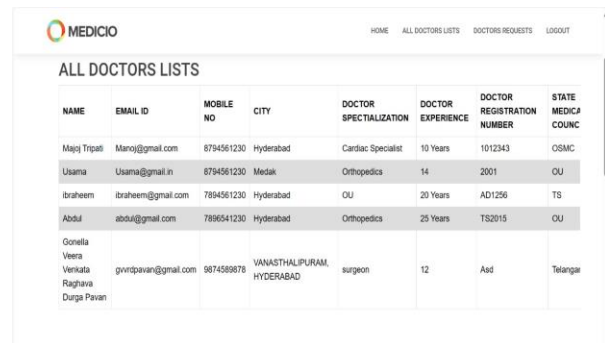 MEDICIO
HOME ALL DOCTORS LISTS DOCTORS REQUESTS LOGOUT
ALL DOCTORS LISTS
NAME EMAIL ID MOBILE NO CITY DOCTOR SPECTIALIZATION DOCTOR EXPERIENCE DOCTOR REGISTRATION NUMBER STATE MEDICA COUNC
Majoj Tripati Manoj@gmail.com 8794561230 Hyderabad Cardiac Specialist 10 Years 1012343 OSMC
Usama Usama@gmail.in 8794561230 Medak Orthopedics 14 2001 OU
ibraheem ibraheem@gmail.com 7894561230 Hyderabad OU 20 Years AD1256 TS
Abdul abdul@gmail.com 7896541230 Hyderabad Orthopedics 25 Years TS2015 OU
Gonella Veera Venkata Raghava Durga Pavan gvvrdpavan@gmail.com 9874589878 VANASTHALIPURAM, HYDERABAD surgeon 12 Asd Telangar